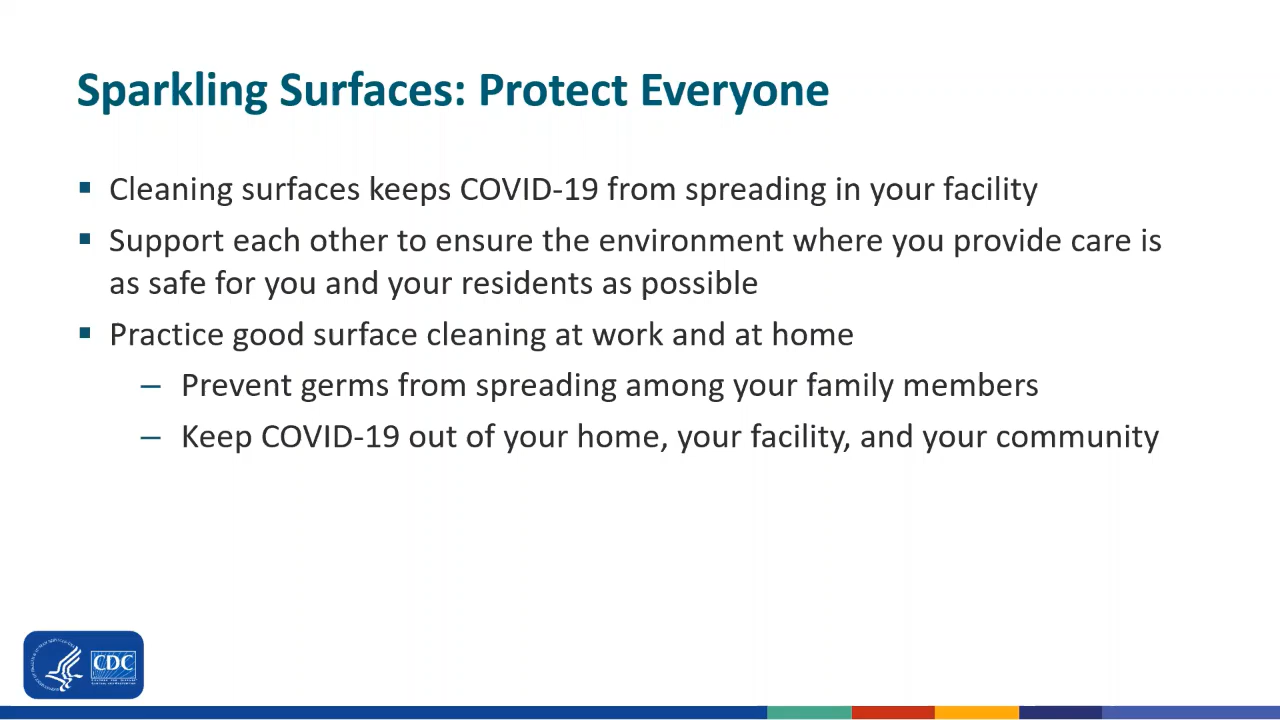 Sparkling Surfaces: Protect Everyone
▪ Cleaning surfaces keeps COVID-19 from spreading in your facility
▪ Support each other to ensure the environment where you provide care is
as safe for you and your residents as possible
▪ Practice good surface cleaning at work and at home
– Prevent germs from spreading among your family members
– Keep COVID-19 out of your home, your facility, and your community
CDC